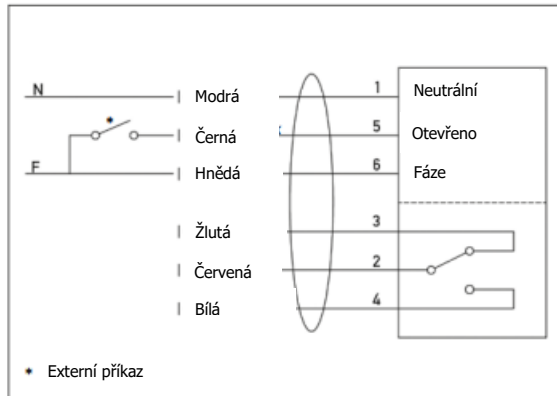 N Modrá 1 Neutrální
* Černá 5 Otevřeno
F Hnědá 6 Fáze
Žlutá 3
Červená 2
Bílá 4
* Externí příkaz